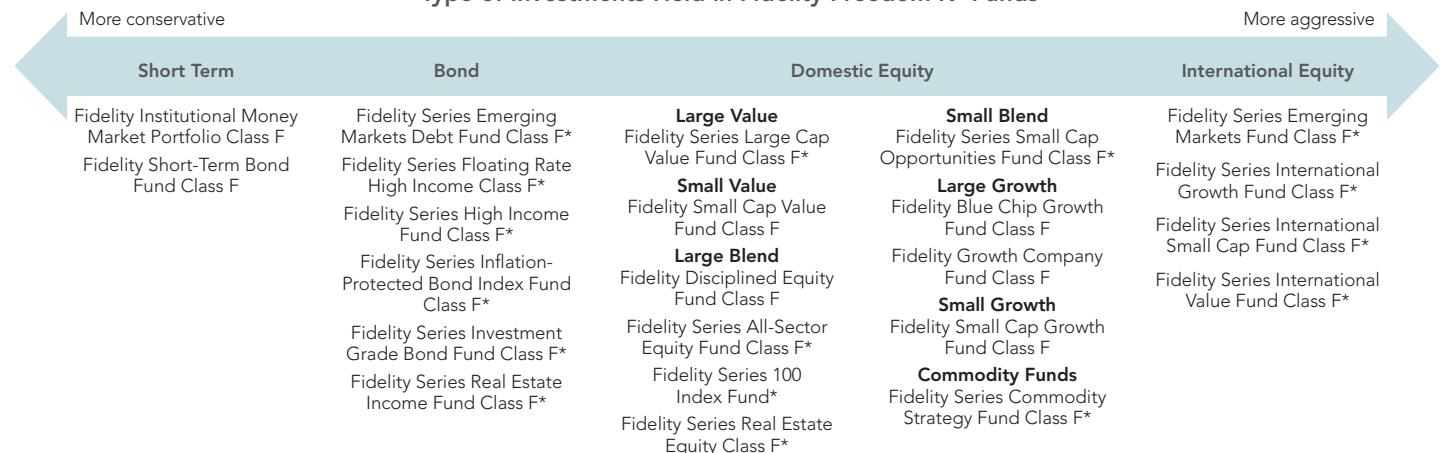 More conservative
More aggressive
Short Term
Fidelity Institutional Money
Market Portfolio Class F
Fidelity Short-Term Bond
Fund Class F
Bond
Fidelity Series Emerging
Markets Debt Fund Class F*
Fidelity Series Floating Rate
High Income Class F*
Fidelity Series High Income
Fund Class F*
Fidelity Series Inflation-
Protected Bond Index Fund
Class F*
Fidelity Series Investment
Grade Bond Fund Class F*
Fidelity Series Real Estate
Income Fund Class F*
Domestic Equity
Large Value
Fidelity Series Large Cap
Value Fund Class F*
Small Value
Fidelity Small Cap Value
Fund Class F
Large Blend
Fidelity Disciplined Equity
Fund Class F
Fidelity Series All-Sector
Equity Fund Class F*
Fidelity Series 100
Index Fund*
Fidelity Series Real Estate
Equity Class F*
Small Blend
Fidelity Series Small Cap
Opportunities Fund Class F*
Large Growth
Fidelity Blue Chip Growth
Fund Class F
Fidelity Growth Company
Fund Class F
Small Growth
Fidelity Small Cap Growth
Fund Class F
Commodity Funds
Fidelity Series Commodity
Strategy Fund Class F*
International Equity
Fidelity Series Emerging
Markets Fund Class F*
Fidelity Series International
Growth Fund Class F*
Fidelity Series International
Small Cap Fund Class F*
Fidelity Series International
Value Fund Class F*